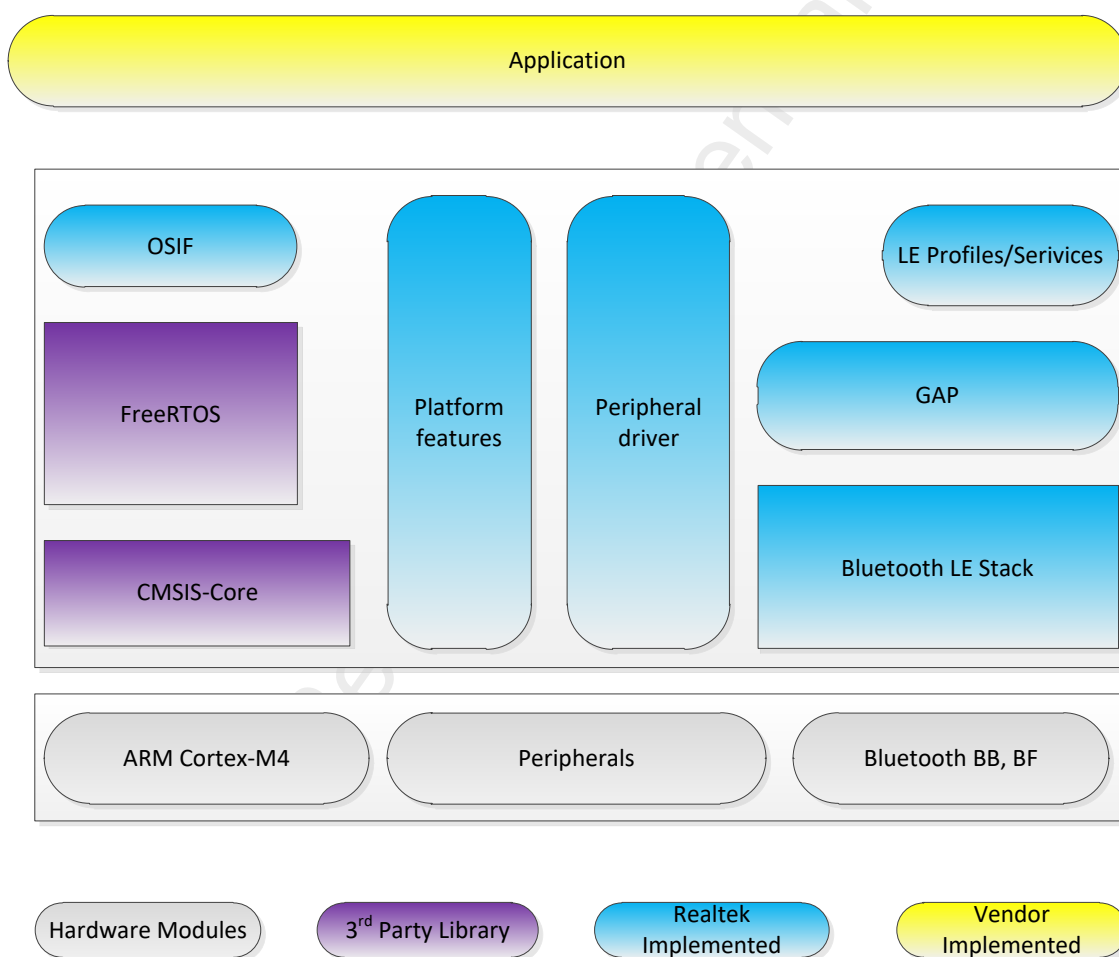 Application
OSIF
LE Profiles/Serivices
FreeRTOS
Platform
features
Peripheral
driver
GAP
CMSIS-Core
Bluetooth LE Stack
ARM Cortex-M4
Peripherals
Bluetooth BB, BF
Hardware Modules
3rd Party Library
Realtek
Implemented
Vendor
Implemented